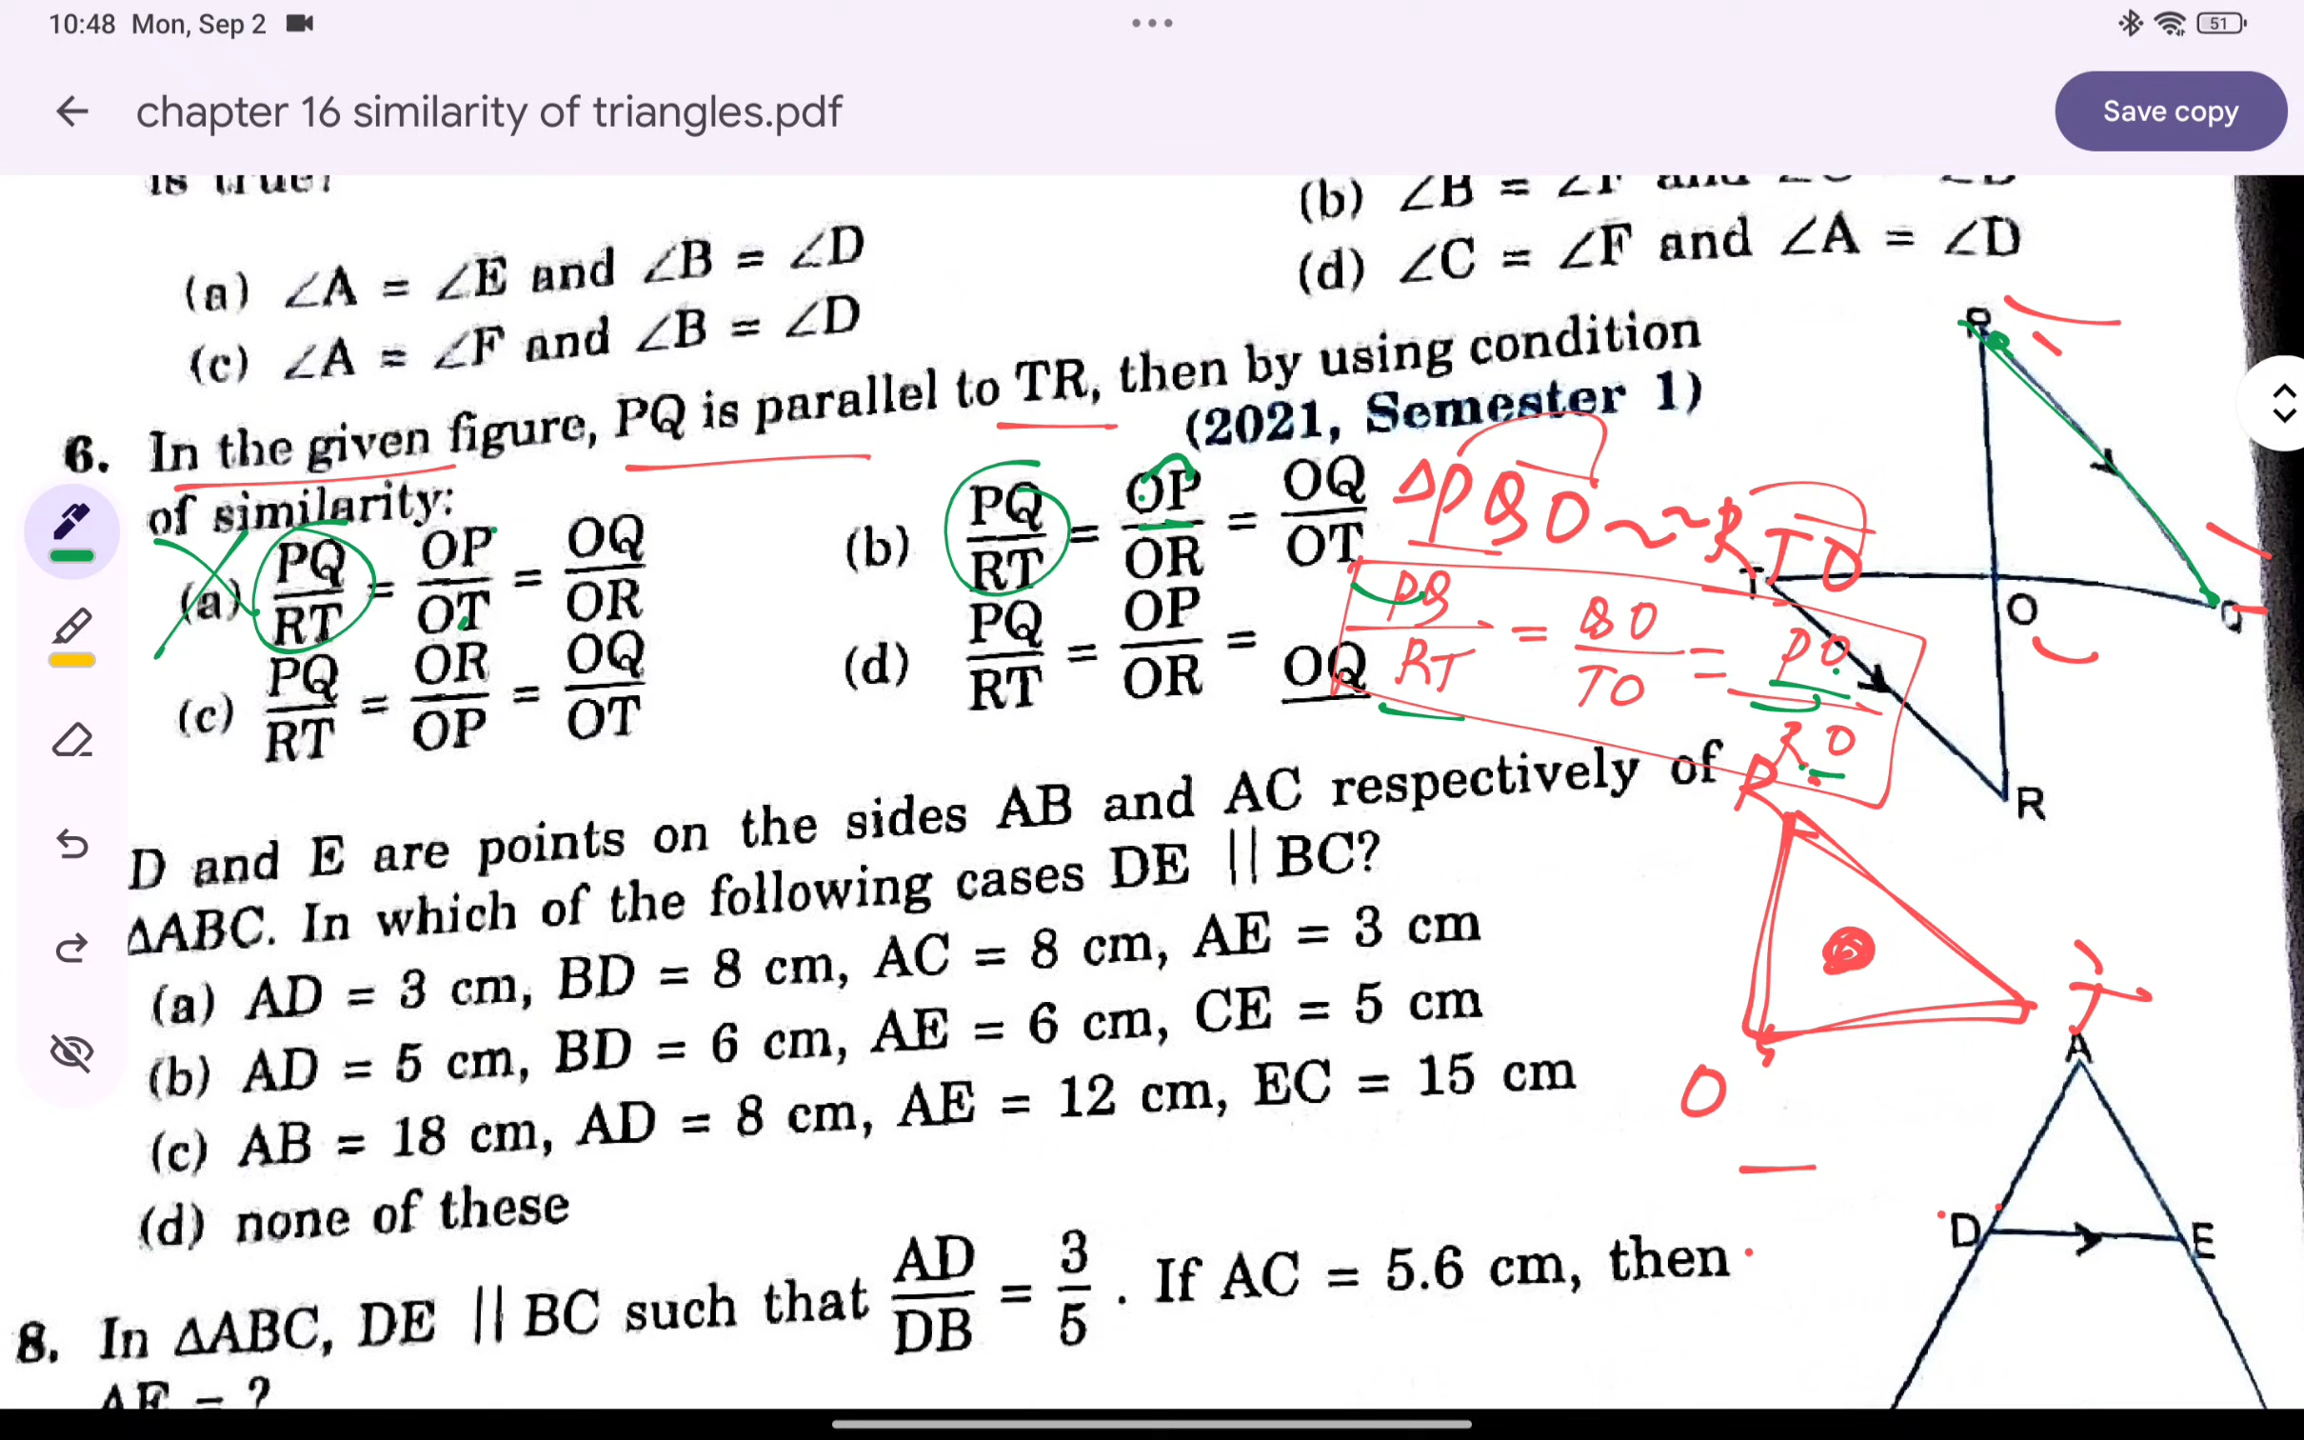 10:48 Mon, Sep 2
51
chapter 16 similarity of triangles.pdf
Save copy
is true?
(b) ∠B = ∠F and
(a) ∠A = ∠E and ∠B = ∠D
(d) ∠C = ∠F and ∠A = ∠D
(c) ∠A = ∠F and ∠B = ∠D
6. In the given figure, PQ is parallel to TR, then by using condition
of similarity:
(2021, Semester 1)
(a) PQ/RT = OP/OT = OQ/OR
(b) PQ/RT = OP/OR = OQ/OT
(c) PQ/RT = OR/OP = OQ/OT
(d) PQ/RT = OP/OR = OQ
ΔPQO ~ ~RTO
PQ/RT = QO/TO = PO/RO
P
T
O
Q
R
R
T
O
D and E are points on the sides AB and AC respectively of
ΔABC. In which of the following cases DE || BC?
(a) AD = 3 cm, BD = 8 cm, AC = 8 cm, AE = 3 cm
(b) AD = 5 cm, BD = 6 cm, AE = 6 cm, CE = 5 cm
(c) AB = 18 cm, AD = 8 cm, AE = 12 cm, EC = 15 cm
(d) none of these
A
D
E
8. In ΔABC, DE || BC such that AD/DB = 3/5 . If AC = 5.6 cm, then
AE = ?